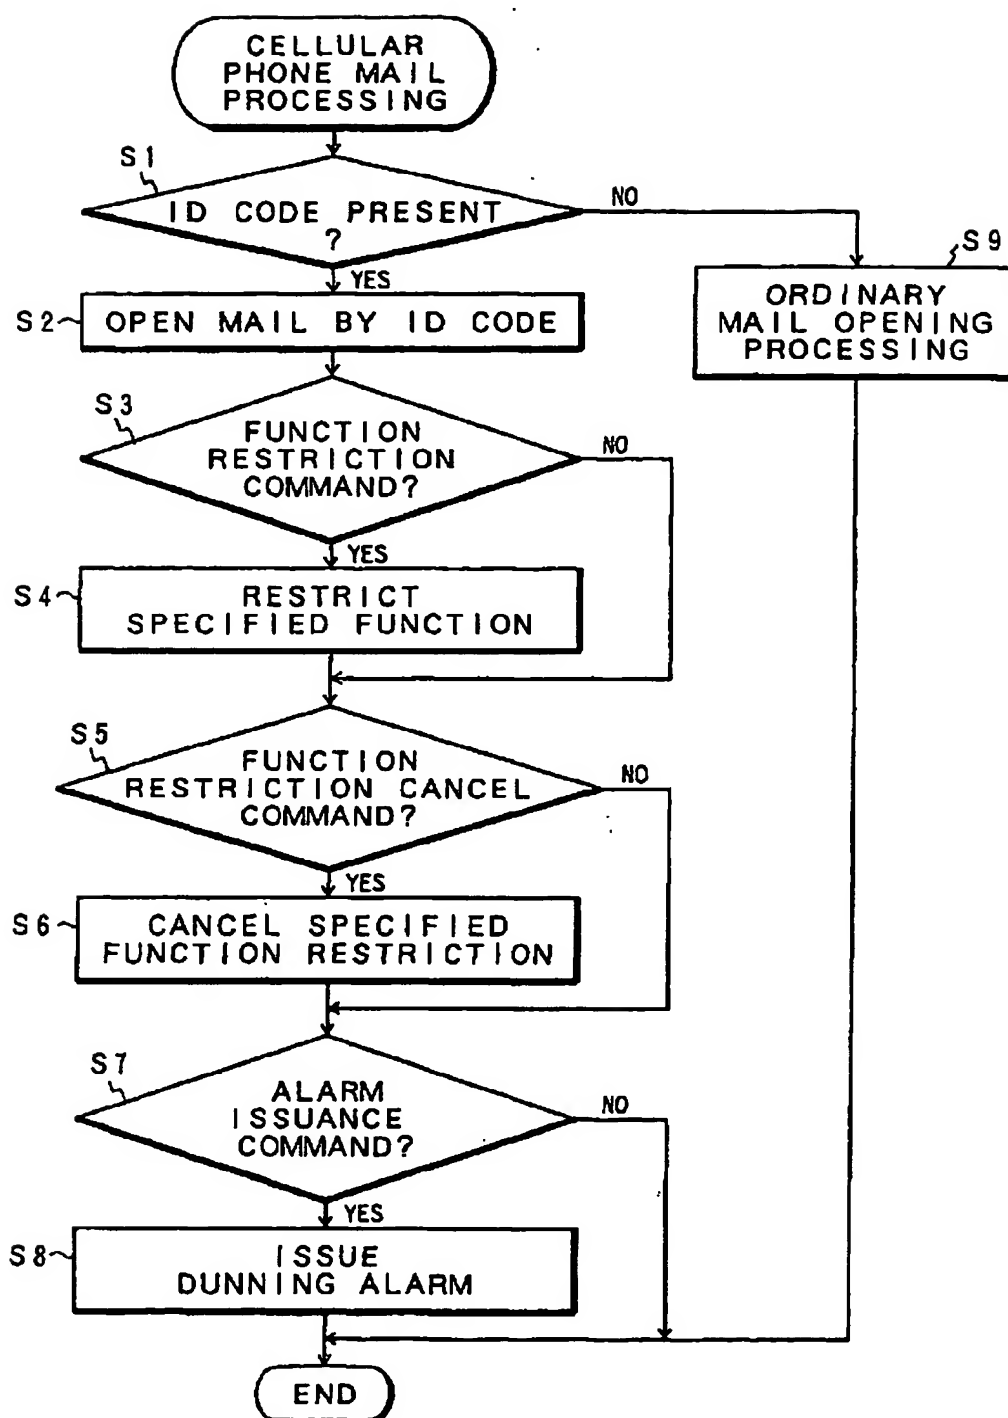 CELLULAR
PHONE MAIL
PROCESSING
S1
ID CODE PRESENT
?
NO
YES
S9
ORDINARY
MAIL OPENING
PROCESSING
S2
OPEN MAIL BY ID CODE
S3
FUNCTION
RESTRICTION
COMMAND?
NO
YES
S4
RESTRICT
SPECIFIED FUNCTION
S5
FUNCTION
RESTRICTION CANCEL
COMMAND?
NO
YES
S6
CANCEL SPECIFIED
FUNCTION RESTRICTION
S7
ALARM
ISSUANCE
COMMAND?
NO
YES
S8
ISSUE
DUNNING ALARM
END